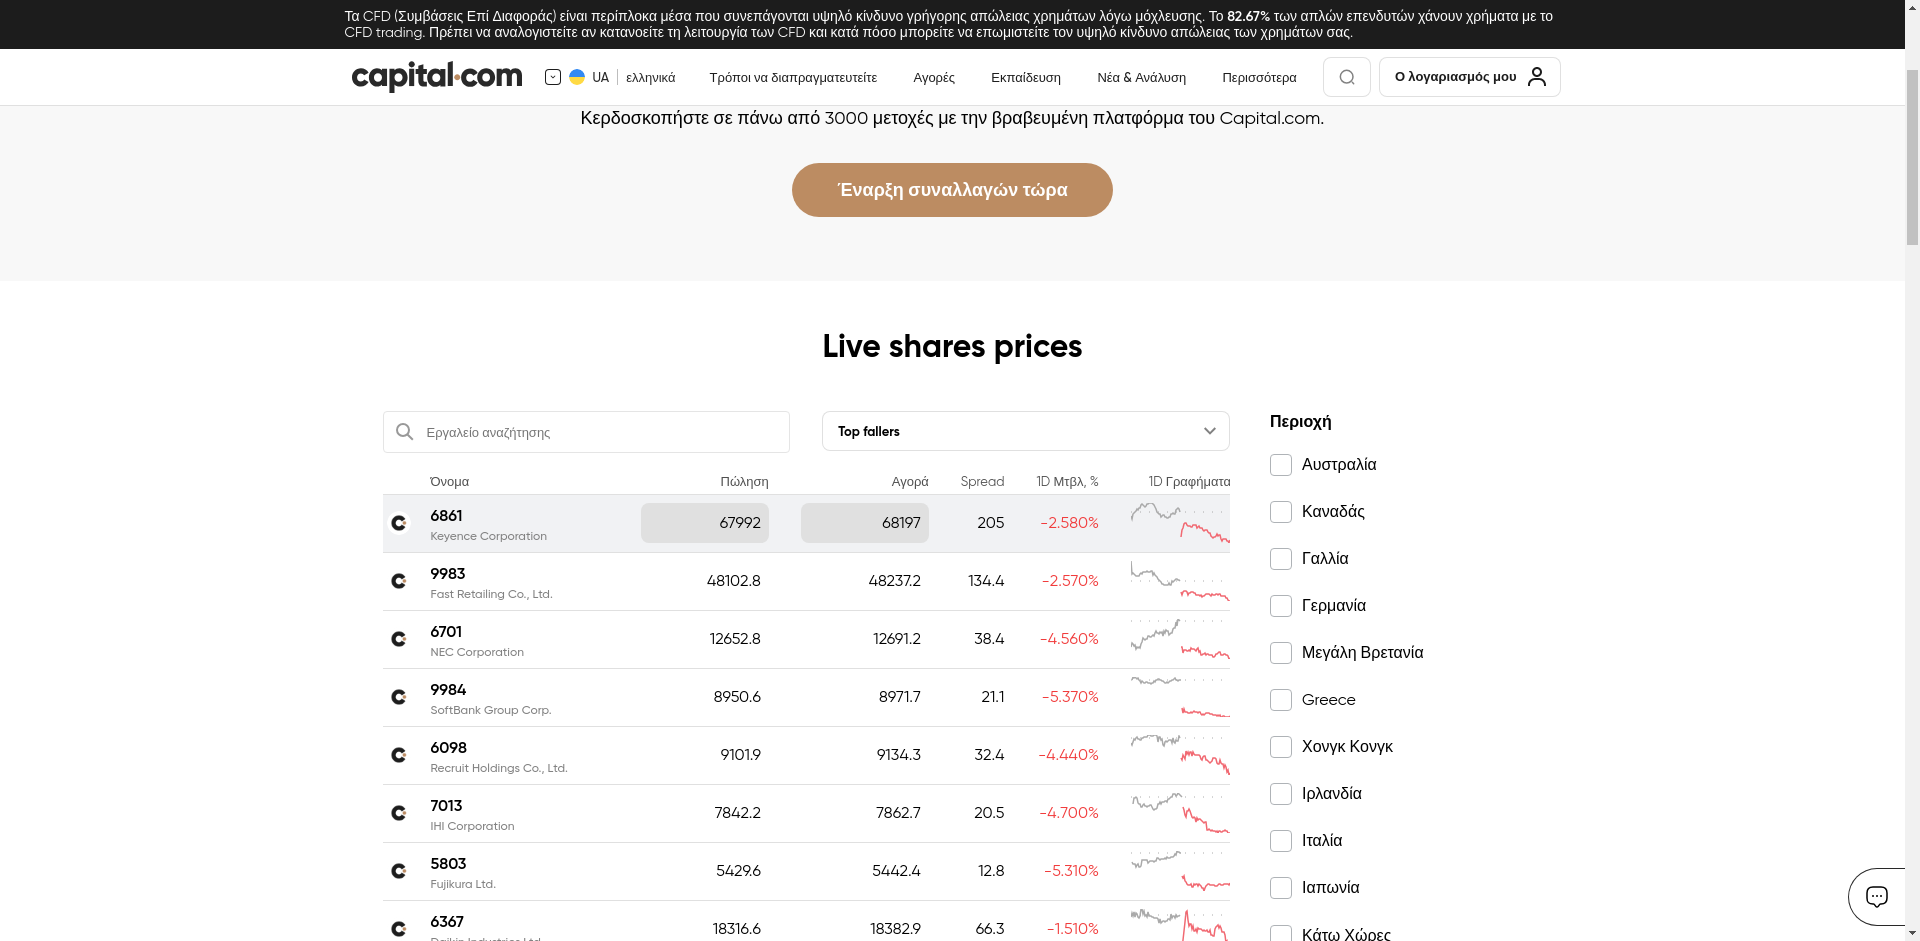 Τα CFD (Συμβάσεις Επί Διαφοράς) είναι περίπλοκα μέσα που συνεπάγονται υψηλό κίνδυνο γρήγορης απώλειας χρημάτων λόγω μόχλευσης. Το 82.67% των απλών επενδυτών χάνουν χρήματα με το
CFD trading. Πρέπει να αναλογιστείτε αν κατανοείτε τη λειτουργία των CFD και κατά πόσο μπορείτε να επωμιστείτε τον υψηλό κίνδυνο απώλειας των χρημάτων σας.
capital.com UA ελληνικά Τρόποι να διαπραγματευτείτε Αγορές Εκπαίδευση Νέα & Ανάλυση Περισσότερα Ο λογαριασμός μου
Κερδοσκοπήστε σε πάνω από 3000 μετοχές με την βραβευμένη πλατφόρμα του Capital.com.
Έναρξη συναλλαγών τώρα
Live shares prices
Εργαλείο αναζήτησης
Top fallers
Όνομα Πώληση Αγορά Spread 1D Μτβλ, % 1D Γραφήματα
6861 67992 68197 205 -2.580%
Keyence Corporation
9983 48102.8 48237.2 134.4 -2.570%
Fast Retailing Co., Ltd.
6701 12652.8 12691.2 38.4 -4.560%
NEC Corporation
9984 8950.6 8971.7 21.1 -5.370%
SoftBank Group Corp.
6098 9101.9 9134.3 32.4 -4.440%
Recruit Holdings Co., Ltd.
7013 7842.2 7862.7 20.5 -4.700%
IHI Corporation
5803 5429.6 5442.4 12.8 -5.310%
Fujikura Ltd.
6367 18316.6 18382.9 66.3 -1.510%
Daikin Industries Ltd.
Περιοχή
Αυστραλία
Καναδάς
Γαλλία
Γερμανία
Μεγάλη Βρετανία
Greece
Χονγκ Κονγκ
Ιρλανδία
Ιταλία
Ιαπωνία
Κάτω Χώρες